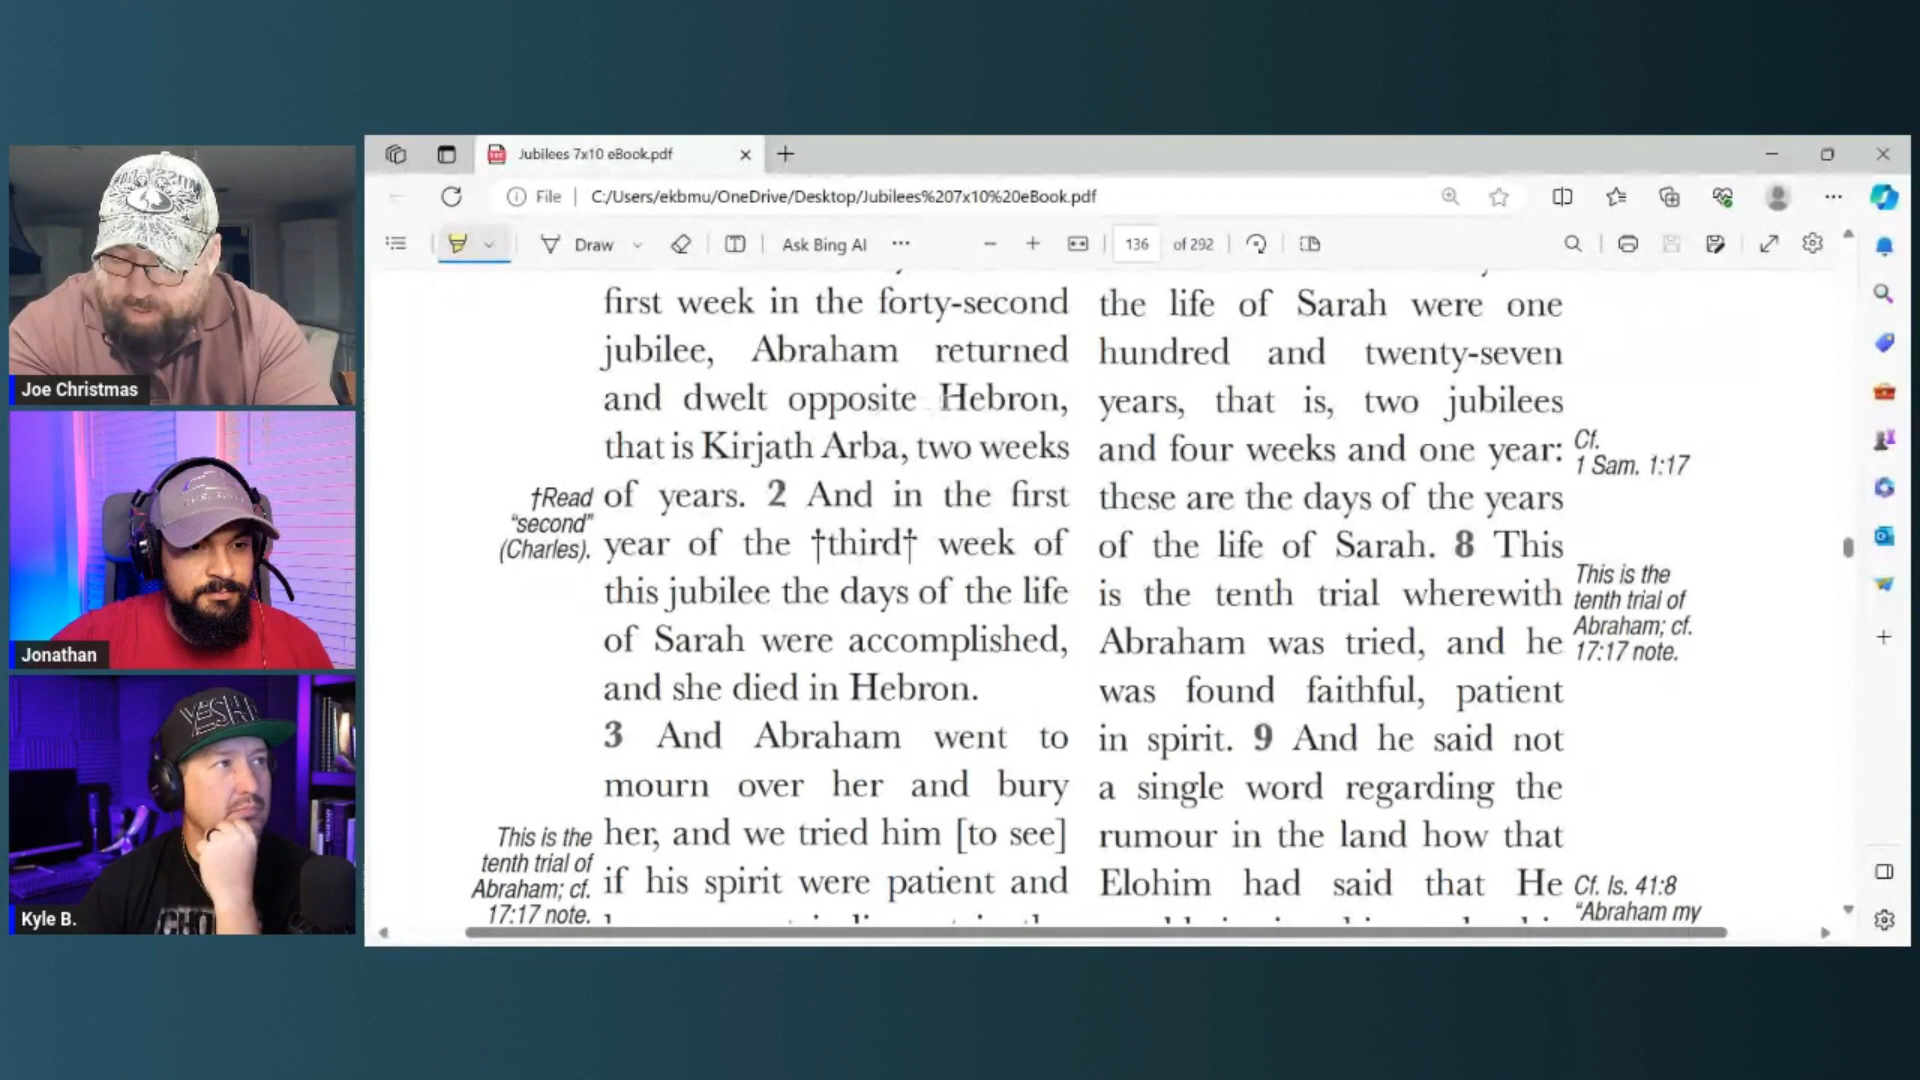 Jubilees 7x10 eBook.pdf
File
C:/Users/ekbmu/OneDrive/Desktop/Jubilees%207x10%20eBook.pdf
Draw
Ask Bing AI
136
of 292
first week in the forty-second
jubilee, Abraham returned
and dwelt opposite Hebron,
that is Kirjath Arba, two weeks
of years. 2 And in the first
year of the †third† week of
this jubilee the days of the life
of Sarah were accomplished,
and she died in Hebron.
3 And Abraham went to
mourn over her and bury
her, and we tried him [to see]
if his spirit were patient and
†Read
"second"
(Charles).
This is the
tenth trial of
Abraham; cf.
17:17 note.
the life of Sarah were one
hundred and twenty-seven
years, that is, two jubilees
and four weeks and one year:
these are the days of the years
of the life of Sarah. 8 This
is the tenth trial wherewith
Abraham was tried, and he
was found faithful, patient
in spirit. 9 And he said not
a single word regarding the
rumour in the land how that
Elohim had said that He
Cf.
1 Sam. 1:17
This is the
tenth trial of
Abraham; cf.
17:17 note.
Cf. Is. 41:8
"Abraham my
Joe Christmas
Jonathan
Kyle B.